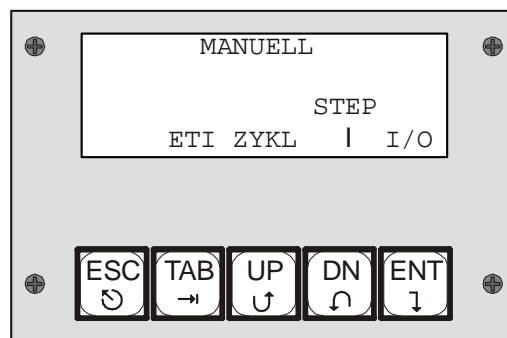 MANUELL
STEP
ETI ZYKL | I/O
ESC TAB UP DN ENT